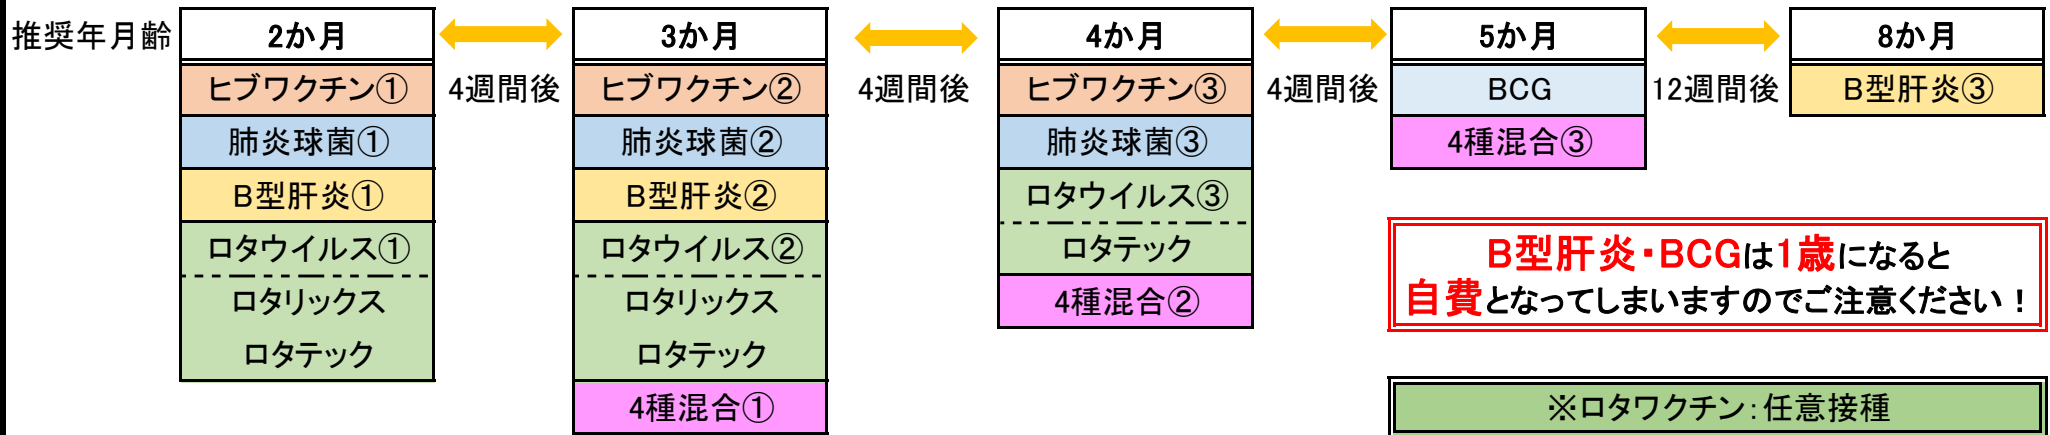 推奨年月齢
2か月
3か月
4か月
5か月
8か月
ヒブワクチン①
4週間後
ヒブワクチン②
4週間後
ヒブワクチン③
4週間後
BCG
12週間後
B型肝炎③
肺炎球菌①
肺炎球菌②
肺炎球菌③
4種混合③
B型肝炎①
B型肝炎②
ロタウイルス③
ロタウイルス①
ロタウイルス②
ロタテック
ロタリックス
ロタリックス
4種混合②
ロタテック
ロタテック
4種混合①
B型肝炎・BCGは1歳になると
自費となってしまいますのでご注意ください！
※ロタワクチン：任意接種